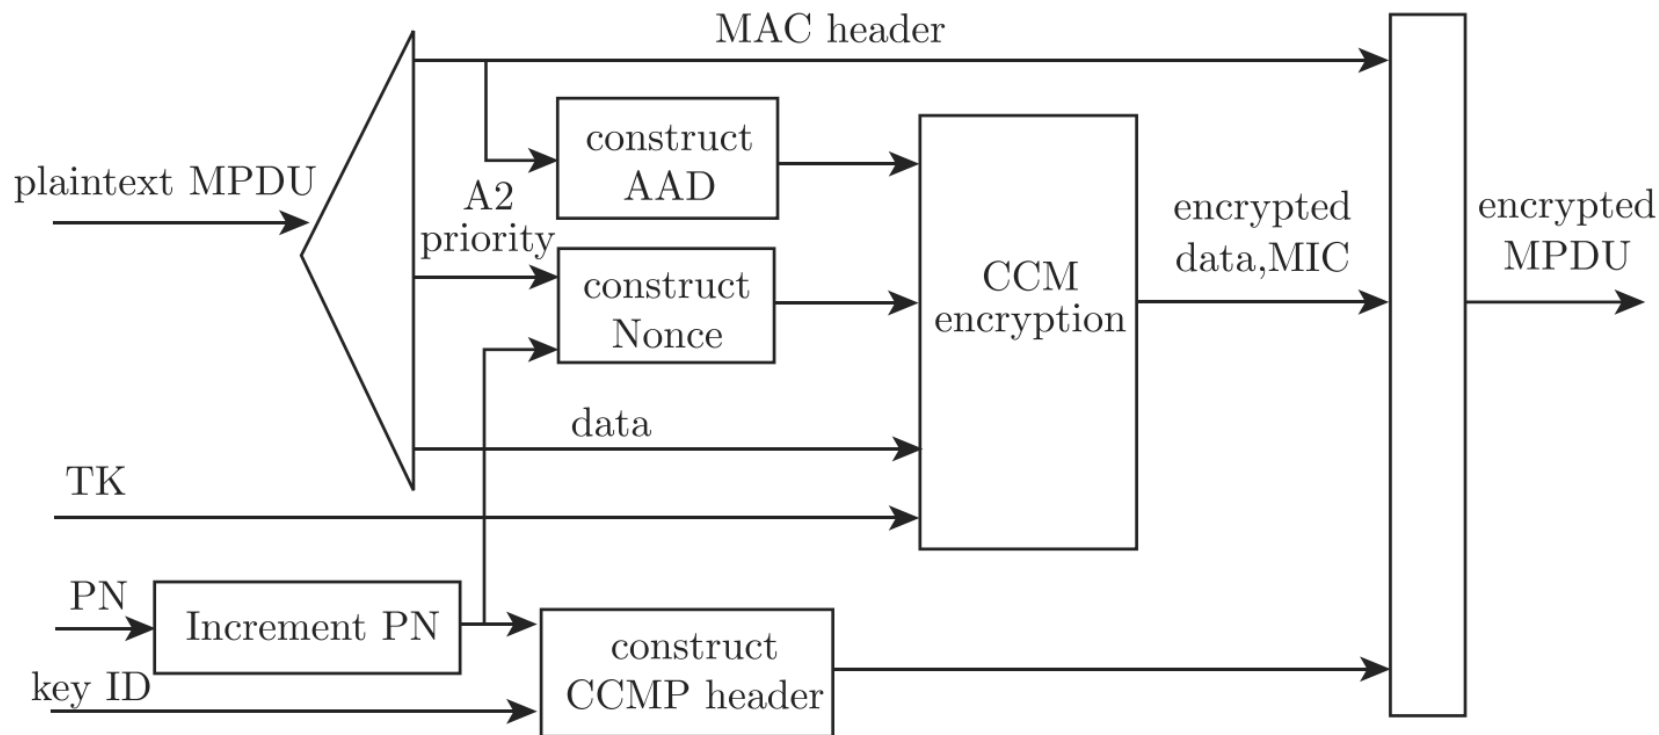 MAC header
construct
AAD
plaintext MPDU
A2
priority
construct
Nonce
CCM
encryption
encrypted
data,MIC
encrypted
MPDU
data
TK
PN
Increment PN
key ID
construct
CCMP header